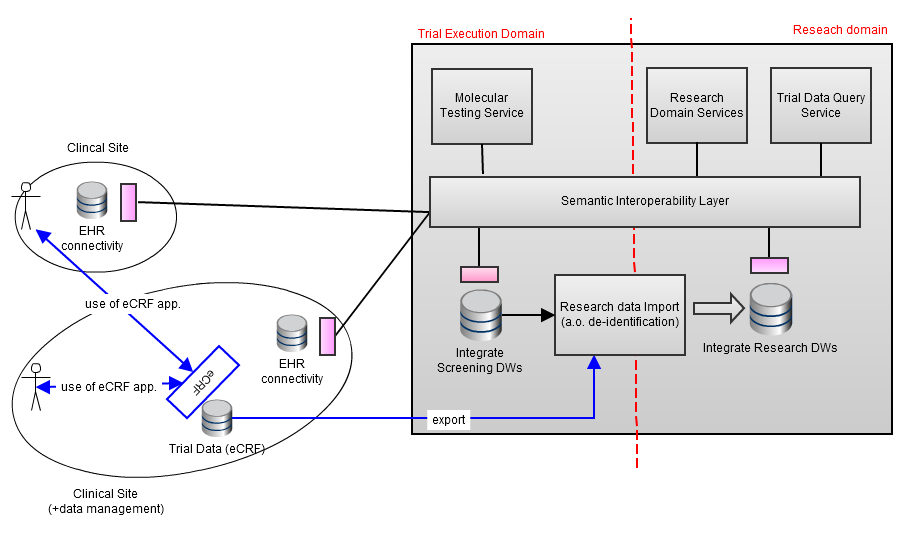 Trial Execution Domain
Reseach domain
Molecular
Testing Service
Research
Domain Services
Trial Data Query
Service
Clincal Site
EHR
connectivity
Semantic Interoperability Layer
use of eCRF app.
Research data Import
(a.o. de-identification)
Integrate
Screening DWs
Integrate Research DWs
EHR
connectivity
use of eCRF app.
eCRF
Trial Data (eCRF)
export
Clinical Site
(+data management)